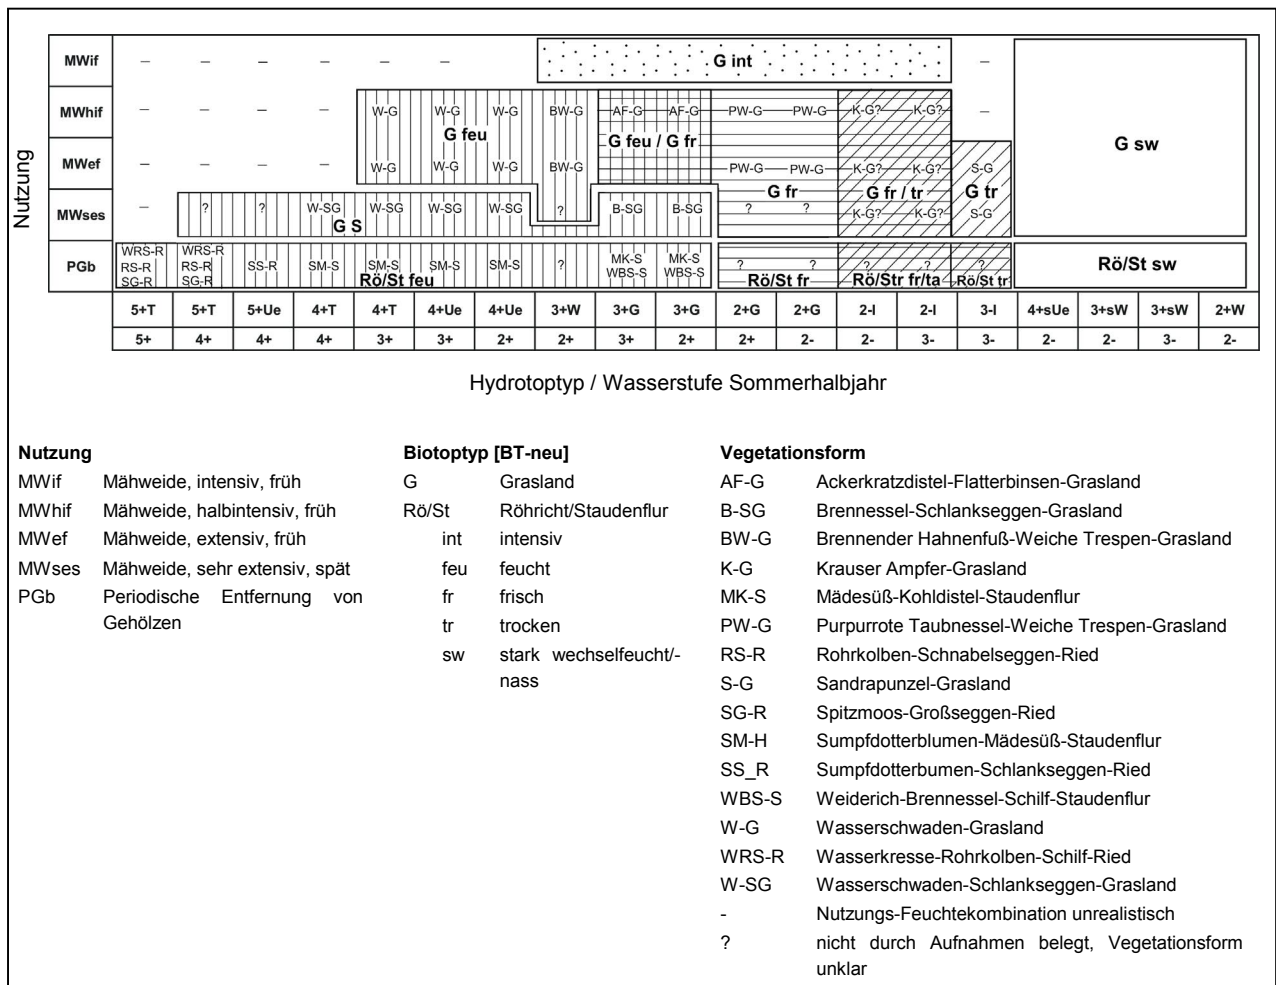 MWif – – – – – – G int –
MWhif – – – – W-G W-G W-G BW-G AF-G AF-G PW-G PW-G K-G? K-G? –
G feu G feu / G fr G sw
MWef – – – – W-G W-G W-G BW-G PW-G PW-G K-G? K-G? S-G
G fr G fr / tr G tr
MWses – ? ? W-SG W-SG W-SG W-SG ? B-SG B-SG ? ? K-G? K-G? S-G
G S
WRS-R WRS-R MK-S MK-S
PGb RS-R RS-R SS-R SM-S SM-S SM-S SM-S ? WBS-S WBS-S ? ? ? ? ? Rö/St sw
SG-R SG-R Rö/St feu Rö/St fr Rö/Str fr/ta Rö/St tr
5+T 5+T 5+Ue 4+T 4+T 4+Ue 4+Ue 3+W 3+G 3+G 2+G 2+G 2-I 2-I 3-I 4+sUe 3+sW 3+sW 2+W
5+ 4+ 4+ 4+ 3+ 3+ 2+ 2+ 3+ 2+ 2+ 2- 2- 3- 3- 2- 2- 3- 2-
Nutzung
Hydrotoptyp / Wasserstufe Sommerhalbjahr
Nutzung
MWif Mähweide, intensiv, früh
MWhif Mähweide, halbintensiv, früh
MWef Mähweide, extensiv, früh
MWses Mähweide, sehr extensiv, spät
PGb Periodische Entfernung von
Gehölzen
Biotoptyp [BT-neu]
G Grasland
Rö/St Röhricht/Staudenflur
int intensiv
feu feucht
fr frisch
tr trocken
sw stark wechselfeucht/-
nass
Vegetationsform
AF-G Ackerkratzdistel-Flatterbinsen-Grasland
B-SG Brennessel-Schlankseggen-Grasland
BW-G Brennender Hahnenfuß-Weiche Trespen-Grasland
K-G Krauser Ampfer-Grasland
MK-S Mädesüß-Kohldistel-Staudenflur
PW-G Purpurrote Taubnessel-Weiche Trespen-Grasland
RS-R Rohrkolben-Schnabelseggen-Ried
S-G Sandrapunzel-Grasland
SG-R Spitzmoos-Großseggen-Ried
SM-H Sumpfdotterblumen-Mädesüß-Staudenflur
SS_R Sumpfdotterbumen-Schlankseggen-Ried
WBS-S Weiderich-Brennessel-Schilf-Staudenflur
W-G Wasserschwaden-Grasland
WRS-R Wasserkresse-Rohrkolben-Schilf-Ried
W-SG Wasserschwaden-Schlankseggen-Grasland
- Nutzungs-Feuchtekombination unrealistisch
? nicht durch Aufnahmen belegt, Vegetationsform
unklar